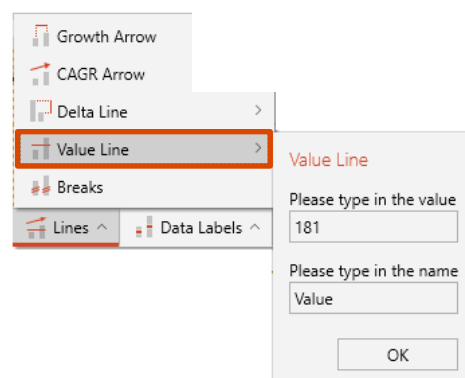 Growth Arrow
CAGR Arrow
Delta Line
Value Line
Breaks
Lines
Data Labels
Value Line
Please type in the value
181
Please type in the name
Value
OK